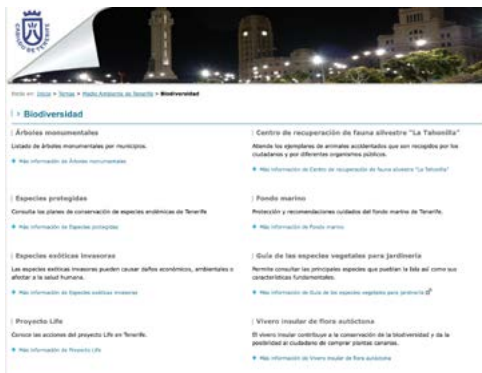 CABILDO DE TENERIFE
Estás en: Inicio > Temas > Medio Ambiente de Tenerife > Biodiversidad
Biodiversidad
Árboles monumentales
Listado de árboles monumentales por municipios.
Más información de Árboles monumentales
Especies protegidas
Consulta los planes de conservación de especies endémicas de Tenerife
Más información de Especies protegidas
Especies exóticas invasoras
Las especies exóticas invasoras pueden causar daños económicos, ambientales o
afectar a la salud humana.
Más información de Especies exóticas invasoras
Proyecto Life
Conoce las acciones del proyecto Life en Tenerife.
Más información de Proyecto Life
Centro de recuperación de fauna silvestre "La Tahonilla"
Atiende los ejemplares de animales accidentados que son recogidos por los
ciudadanos y por diferentes organismos públicos.
Más información de Centro de recuperación de fauna silvestre "La Tahonilla"
Fondo marino
Protección y recomendaciones cuidados del fondo marino de Tenerife.
Más información de Fondo marino
Guía de las especies vegetales para jardinería
Permite consultar las principales especies que pueblan la Isla así como sus
características fundamentales.
Más información de Guía de las especies vegetales para jardinería
Vivero insular de flora autóctona
El vivero insular contribuye a la conservación de la biodiversidad y da la
posibilidad al ciudadano de comprar plantas canarias.
Más información de Vivero insular de flora autóctona